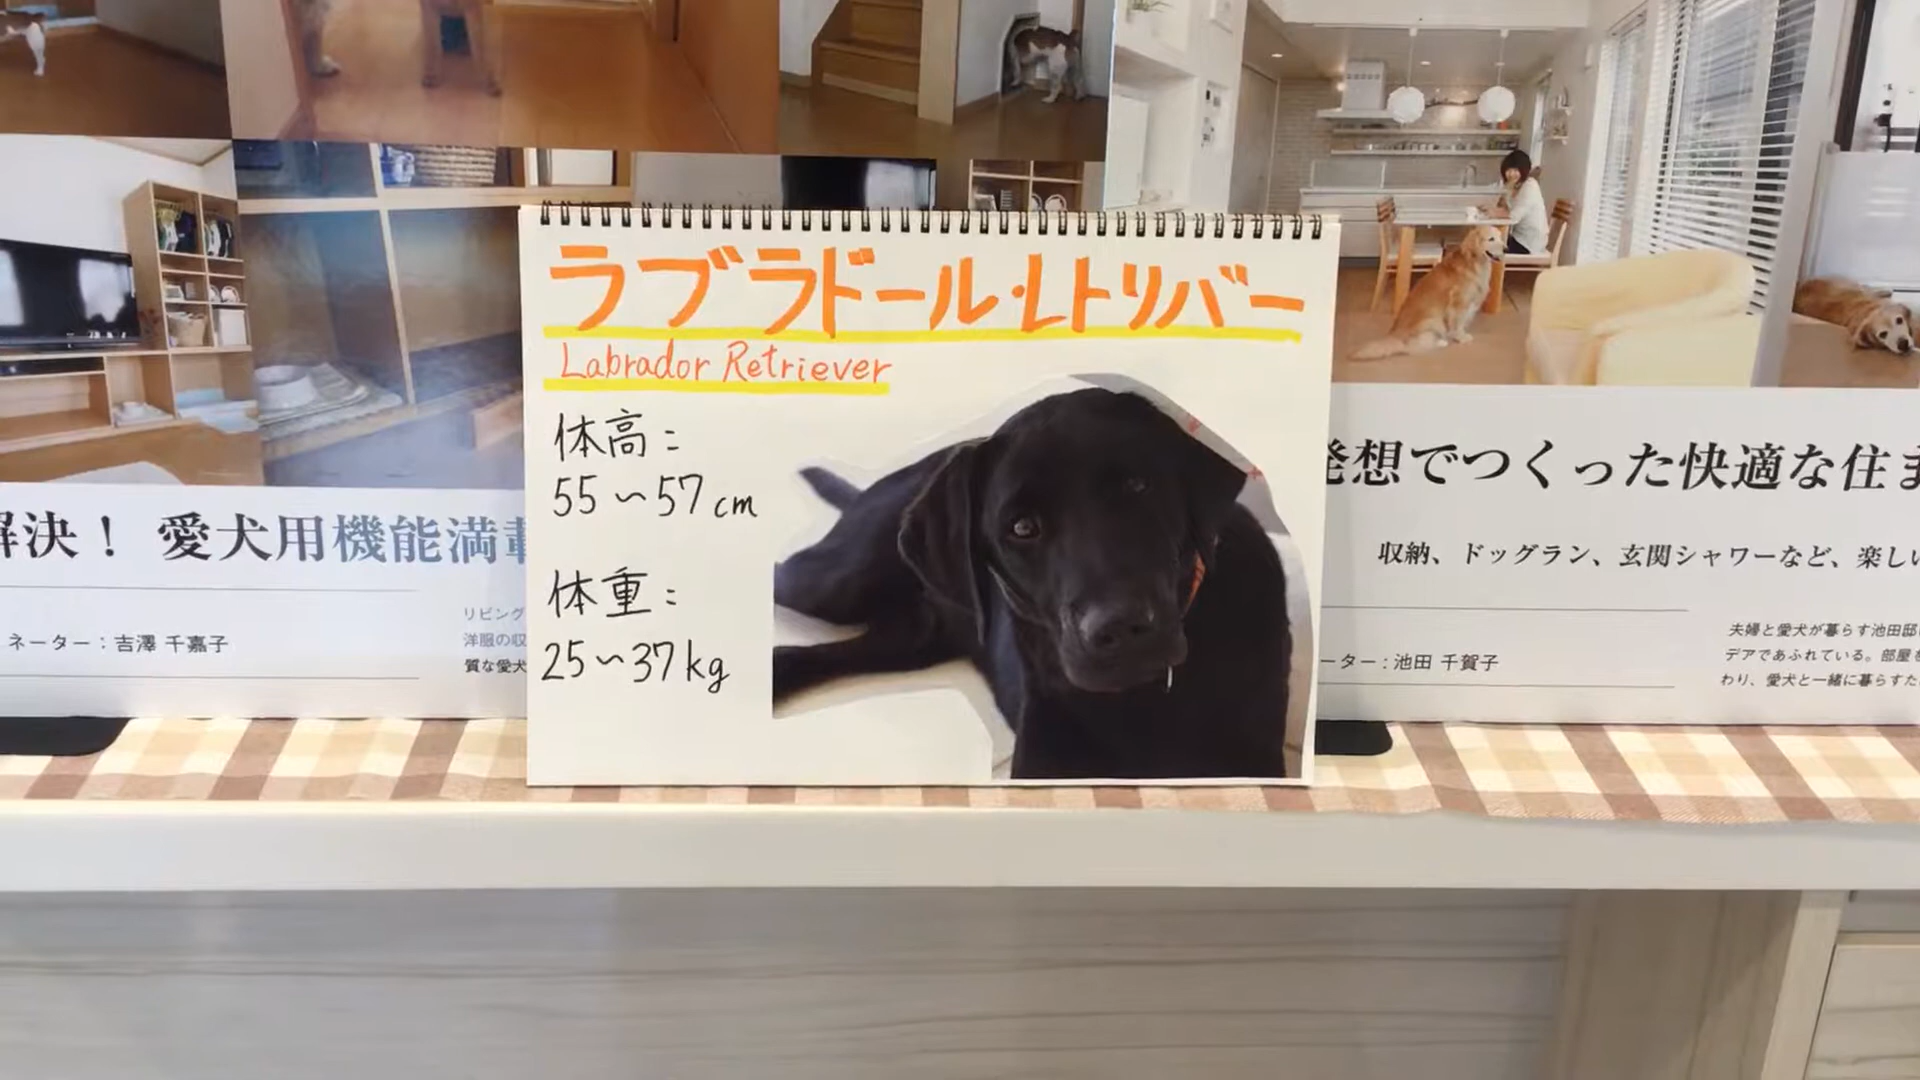 ラブラドール・レトリバー
Labrador Retriever
体高:
55~57cm
体重:
25~37kg
解決! 愛犬用機能満載
ネーター:吉澤 千嘉子
リビング
洋服の収
質な愛犬
発想でつくった快適な住ま
収納、ドッグラン、玄関シャワーなど、楽しい
ーター:池田 千賀子
夫婦と愛犬が暮らす池田邸
デアであふれている。部屋を
わり、愛犬と一緒に暮らすた